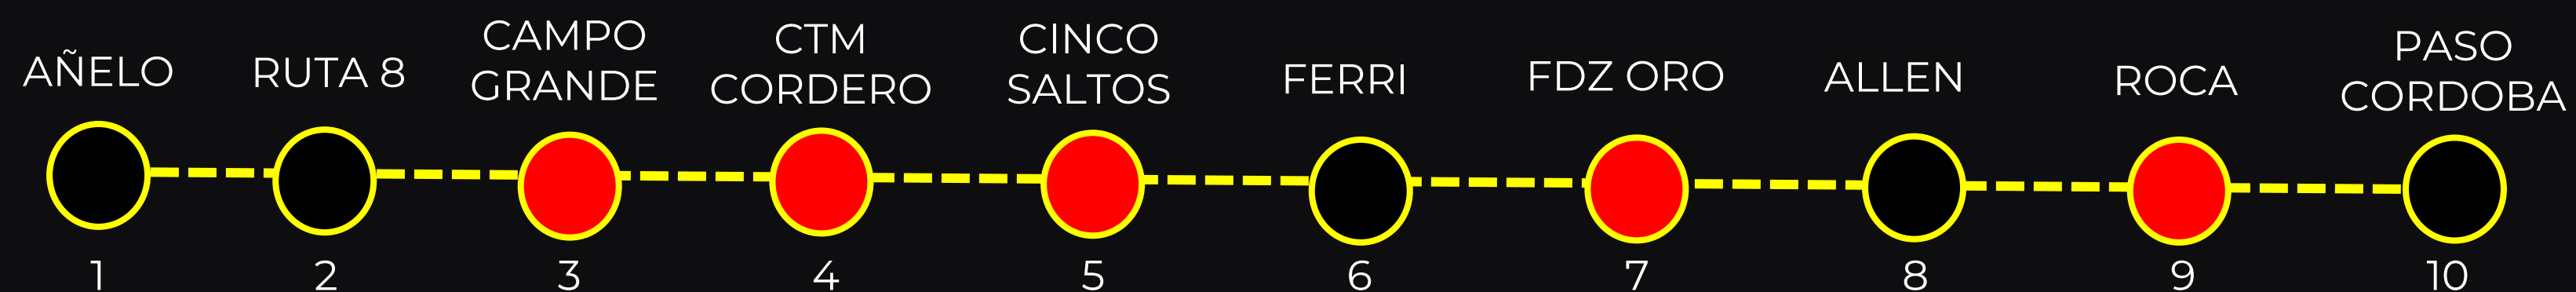 AÑELO
RUTA 8
CAMPO
GRANDE
CTM
CORDERO
CINCO
SALTOS
FERRI
FDZ ORO
ALLEN
ROCA
PASO
CORDOBA
1 2 3 4 5 6 7 8 9 10